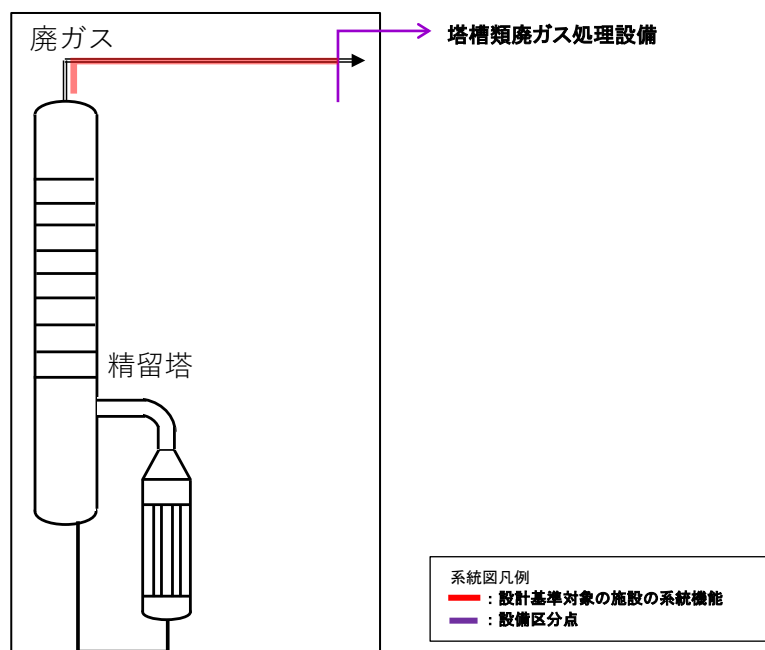 廃ガス
塔槽類廃ガス処理設備
精留塔
系統図凡例
：設計基準対象の施設の系統機能
：設備区分点